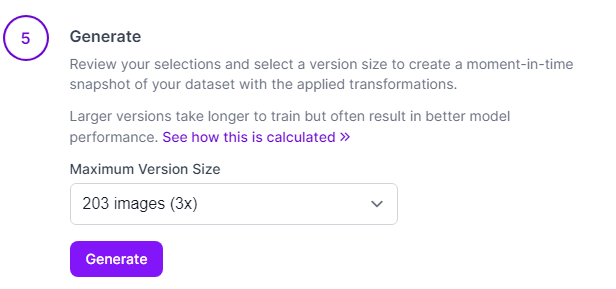 5
Generate
Review your selections and select a version size to create a moment-in-time
snapshot of your dataset with the applied transformations.
Larger versions take longer to train but often result in better model
performance. See how this is calculated »
Maximum Version Size
203 images (3x)
Generate